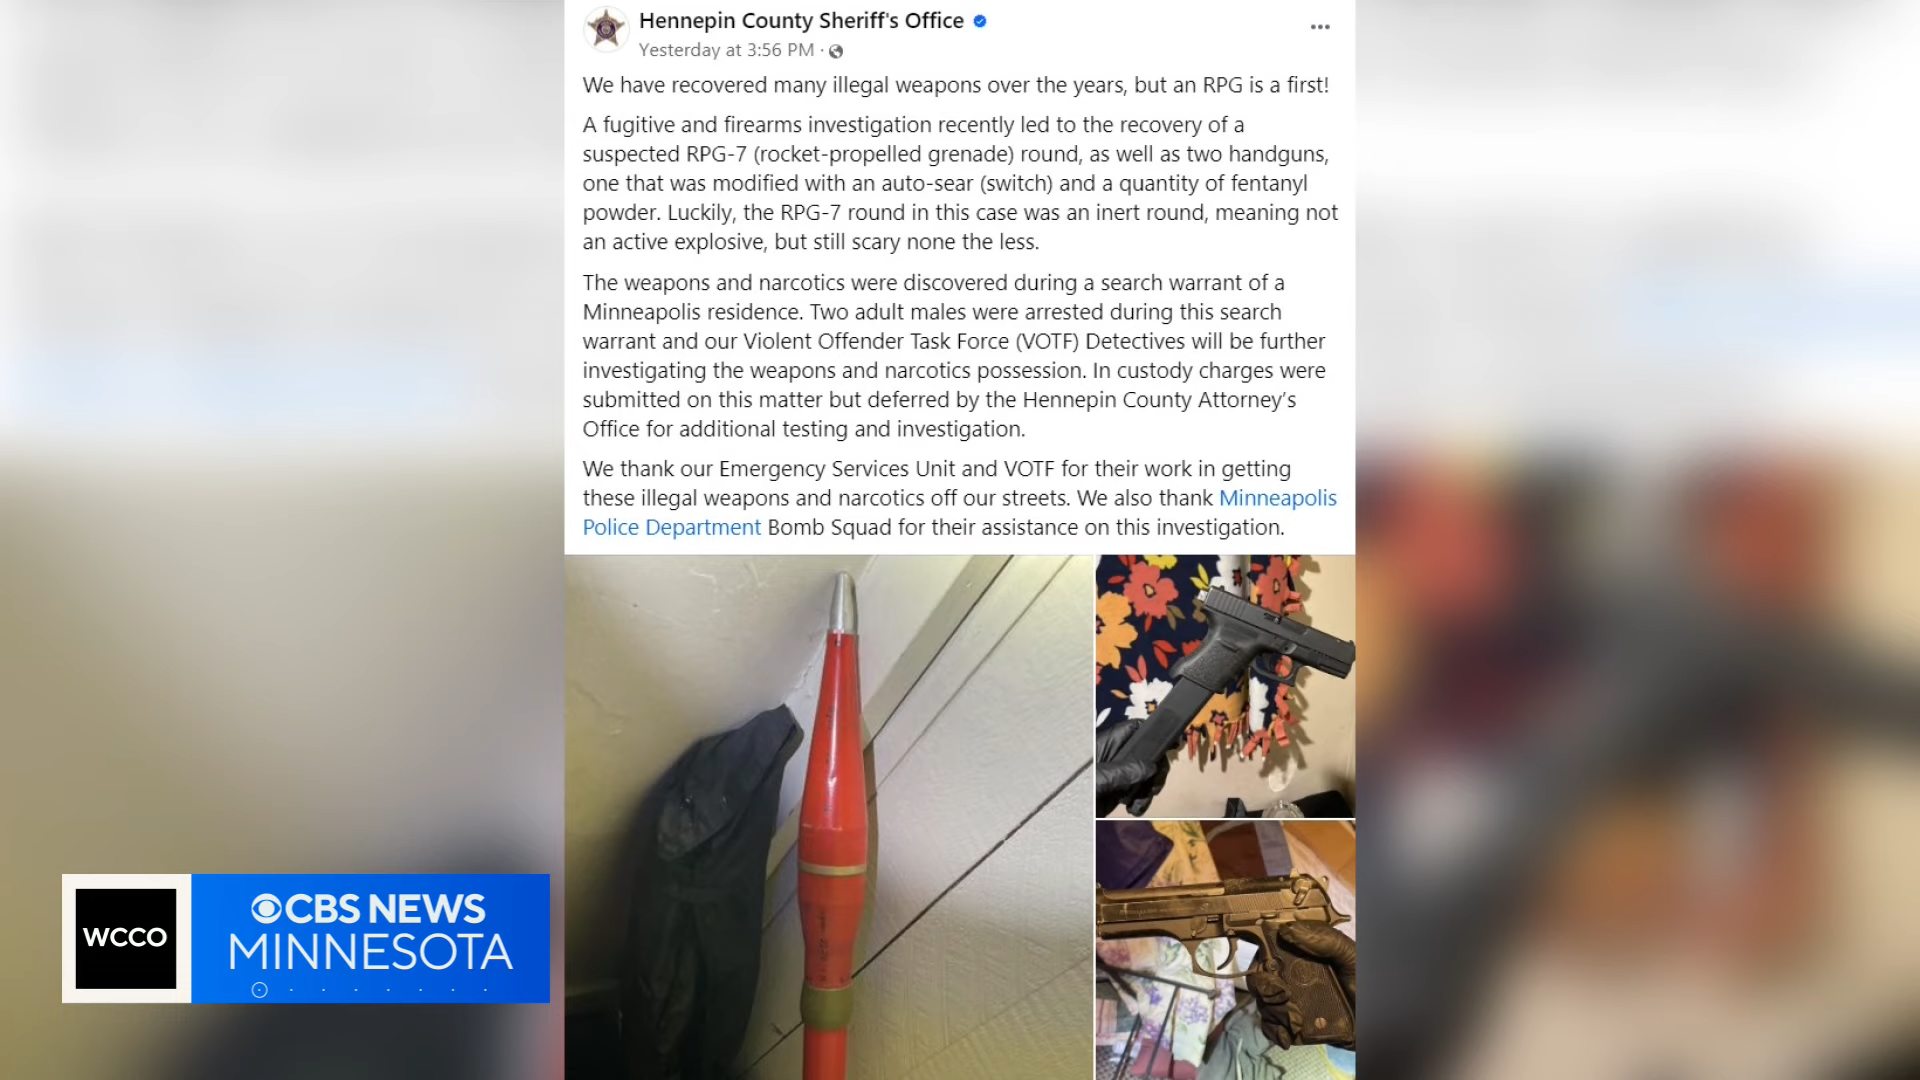 Hennepin County Sheriff's Office
Yesterday at 3:56 PM ·
We have recovered many illegal weapons over the years, but an RPG is a first!
A fugitive and firearms investigation recently led to the recovery of a
suspected RPG-7 (rocket-propelled grenade) round, as well as two handguns,
one that was modified with an auto-sear (switch) and a quantity of fentanyl
powder. Luckily, the RPG-7 round in this case was an inert round, meaning not
an active explosive, but still scary none the less.
The weapons and narcotics were discovered during a search warrant of a
Minneapolis residence. Two adult males were arrested during this search
warrant and our Violent Offender Task Force (VOTF) Detectives will be further
investigating the weapons and narcotics possession. In custody charges were
submitted on this matter but deferred by the Hennepin County Attorney’s
Office for additional testing and investigation.
We thank our Emergency Services Unit and VOTF for their work in getting
these illegal weapons and narcotics off our streets. We also thank Minneapolis
Police Department Bomb Squad for their assistance on this investigation.
WCCO
CBS NEWS
MINNESOTA